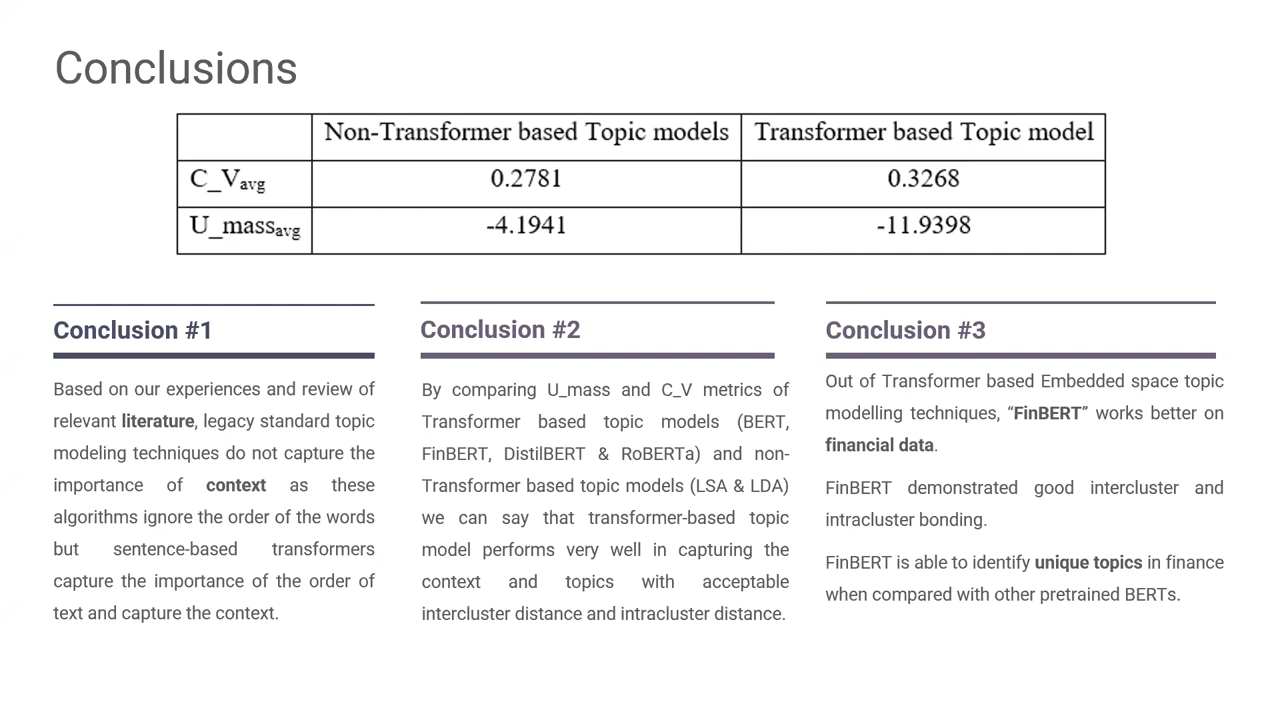 Conclusions
Non-Transformer based Topic models Transformer based Topic model
C_Vavg 0.2781 0.3268
U_massavg -4.1941 -11.9398
Conclusion #1
Based on our experiences and review of
relevant literature, legacy standard topic
modeling techniques do not capture the
importance of context as these
algorithms ignore the order of the words
but sentence-based transformers
capture the importance of the order of
text and capture the context.
Conclusion #2
By comparing U_mass and C_V metrics of
Transformer based topic models (BERT,
FinBERT, DistilBERT & RoBERTa) and non-
Transformer based topic models (LSA & LDA)
we can say that transformer-based topic
model performs very well in capturing the
context and topics with acceptable
intercluster distance and intracluster distance.
Conclusion #3
Out of Transformer based Embedded space topic
modelling techniques, “FinBERT” works better on
financial data.
FinBERT demonstrated good intercluster and
intracluster bonding.
FinBERT is able to identify unique topics in finance
when compared with other pretrained BERTs.